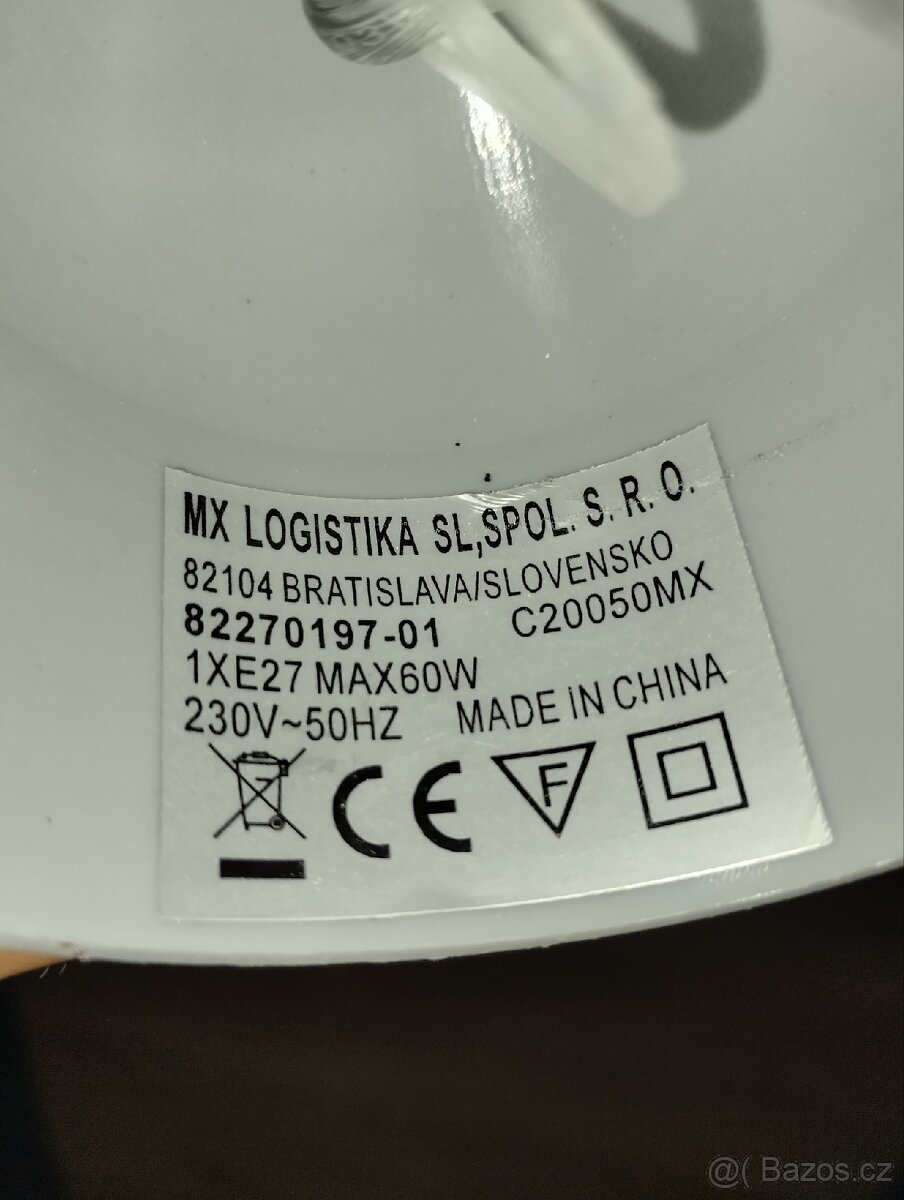 MX LOGISTIKA SL,SPOL. S. R. O.
82104 BRATISLAVA/SLOVENSKO
82270197-01 C20050MX
1XE27 MAX60W
230V~50HZ MADE IN CHINA
CE F
@( Bazos.cz